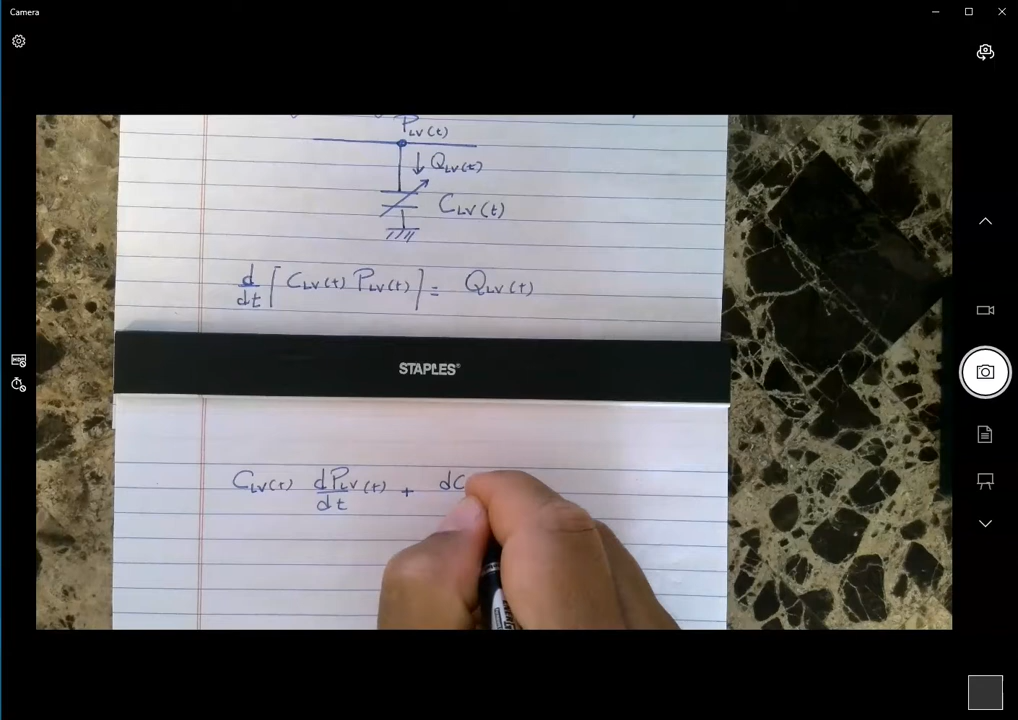 Camera
P_LV(t)
Q_LV(t)
C_LV(t)
d/dt [ C_LV(t) P_LV(t) ] = Q_LV(t)
STAPLES®
C_LV(t) dP_LV(t)/dt + dC